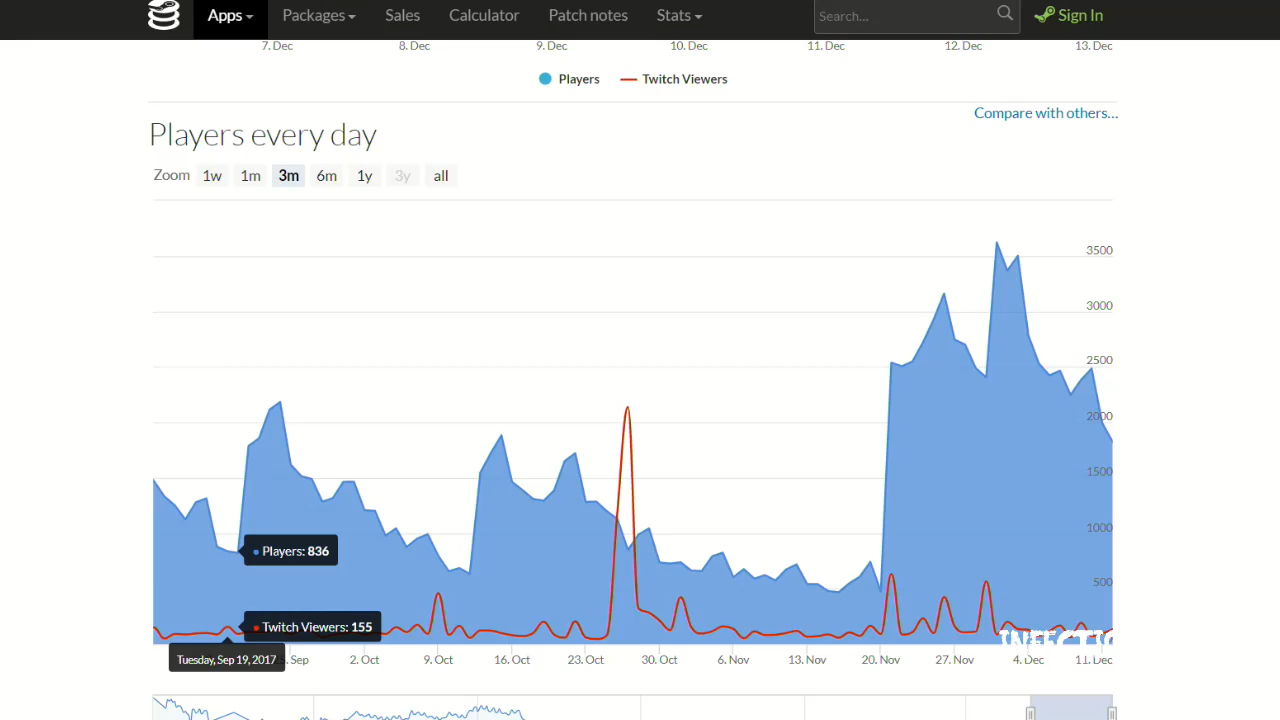 Apps Packages Sales Calculator Patch notes Stats Search... Sign In
7. Dec 8. Dec 9. Dec 10. Dec 11. Dec 12. Dec 13. Dec
Players Twitch Viewers
Compare with others...
Players every day
Zoom 1w 1m 3m 6m 1y 3y all
3500
3000
2500
2000
1500
1000
500
Players: 836
Twitch Viewers: 155
Tuesday, Sep 19, 2017
Sep 2. Oct 9. Oct 16. Oct 23. Oct 30. Oct 6. Nov 13. Nov 20. Nov 27. Nov 4. Dec 11. Dec